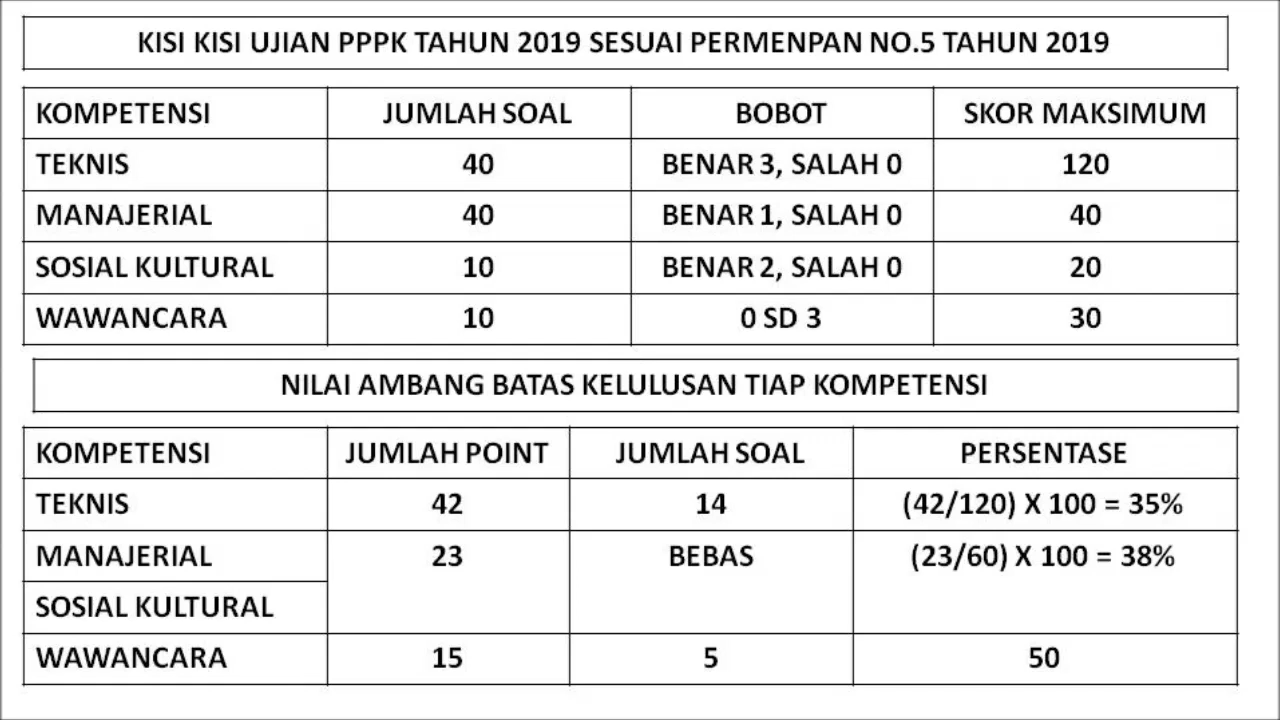 KISI KISI UJIAN PPPK TAHUN 2019 SESUAI PERMENPAN NO.5 TAHUN 2019
KOMPETENSI JUMLAH SOAL BOBOT SKOR MAKSIMUM
TEKNIS 40 BENAR 3, SALAH 0 120
MANAJERIAL 40 BENAR 1, SALAH 0 40
SOSIAL KULTURAL 10 BENAR 2, SALAH 0 20
WAWANCARA 10 0 SD 3 30
NILAI AMBANG BATAS KELULUSAN TIAP KOMPETENSI
KOMPETENSI JUMLAH POINT JUMLAH SOAL PERSENTASE
TEKNIS 42 14 (42/120) X 100 = 35%
MANAJERIAL 23 BEBAS (23/60) X 100 = 38%
SOSIAL KULTURAL
WAWANCARA 15 5 50